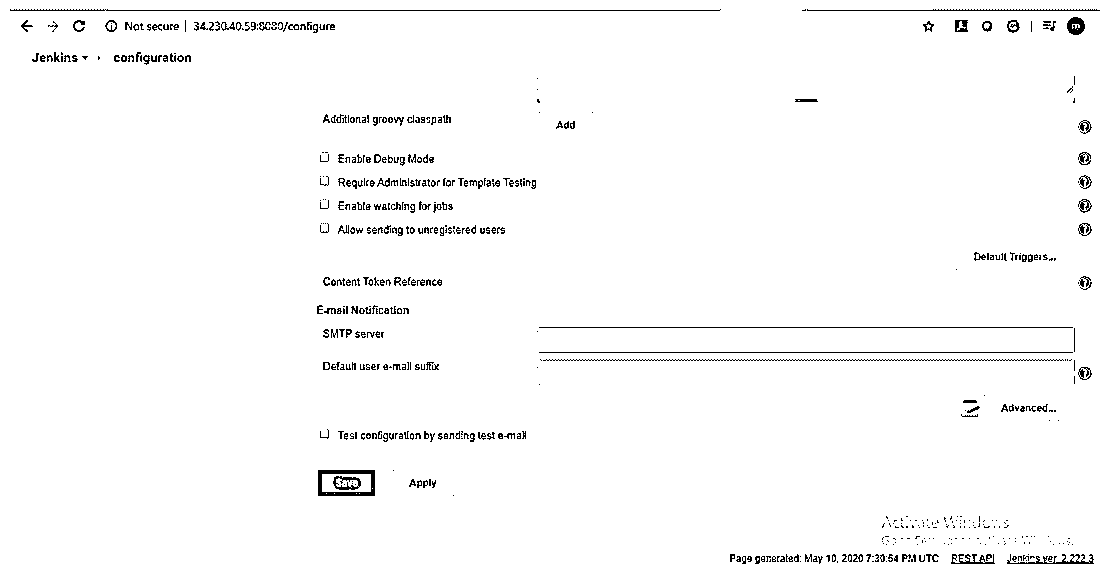 Not secure | 34.230.40.59:8080/configure
Jenkins configuration
Additional groovy classpath
Add
Enable Debug Mode
Require Administrator for Template Testing
Enable watching for jobs
Allow sending to unregistered users
Default Triggers...
Content Token Reference
E-mail Notification
SMTP server
Default user e-mail suffix
Advanced...
Test configuration by sending test e-mail
Save Apply
Activate Windows
Page generated: May 10, 2020 7:30:54 PM UTC REST API Jenkins ver. 2.222.3